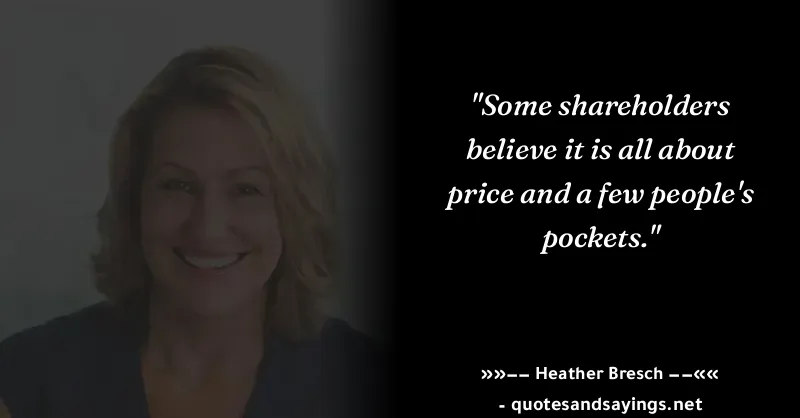 "Some shareholders
believe it is all about
price and a few people's
pockets."
»»−− Heather Bresch −−««
- quotesandsayings.net